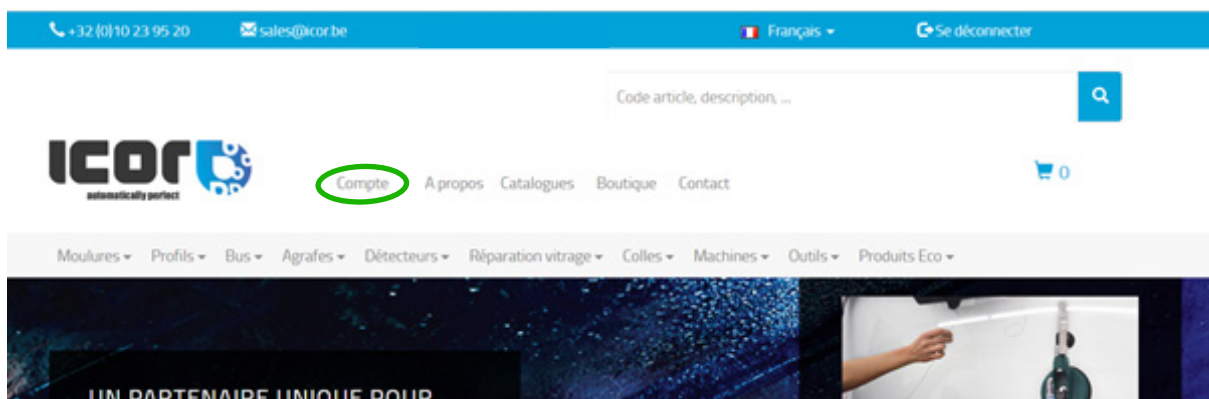 +32 (0)10 23 95 20 sales@icor.be Français Se déconnecter
Code article, description, ...
ICOR
automatically perfect
Compte A propos Catalogues Boutique Contact
0
Moulures Profils Bus Agrafes Détecteurs Réparation vitrage Colles Machines Outils Produits Eco
UN PARTENAIRE UNIQUE POUR